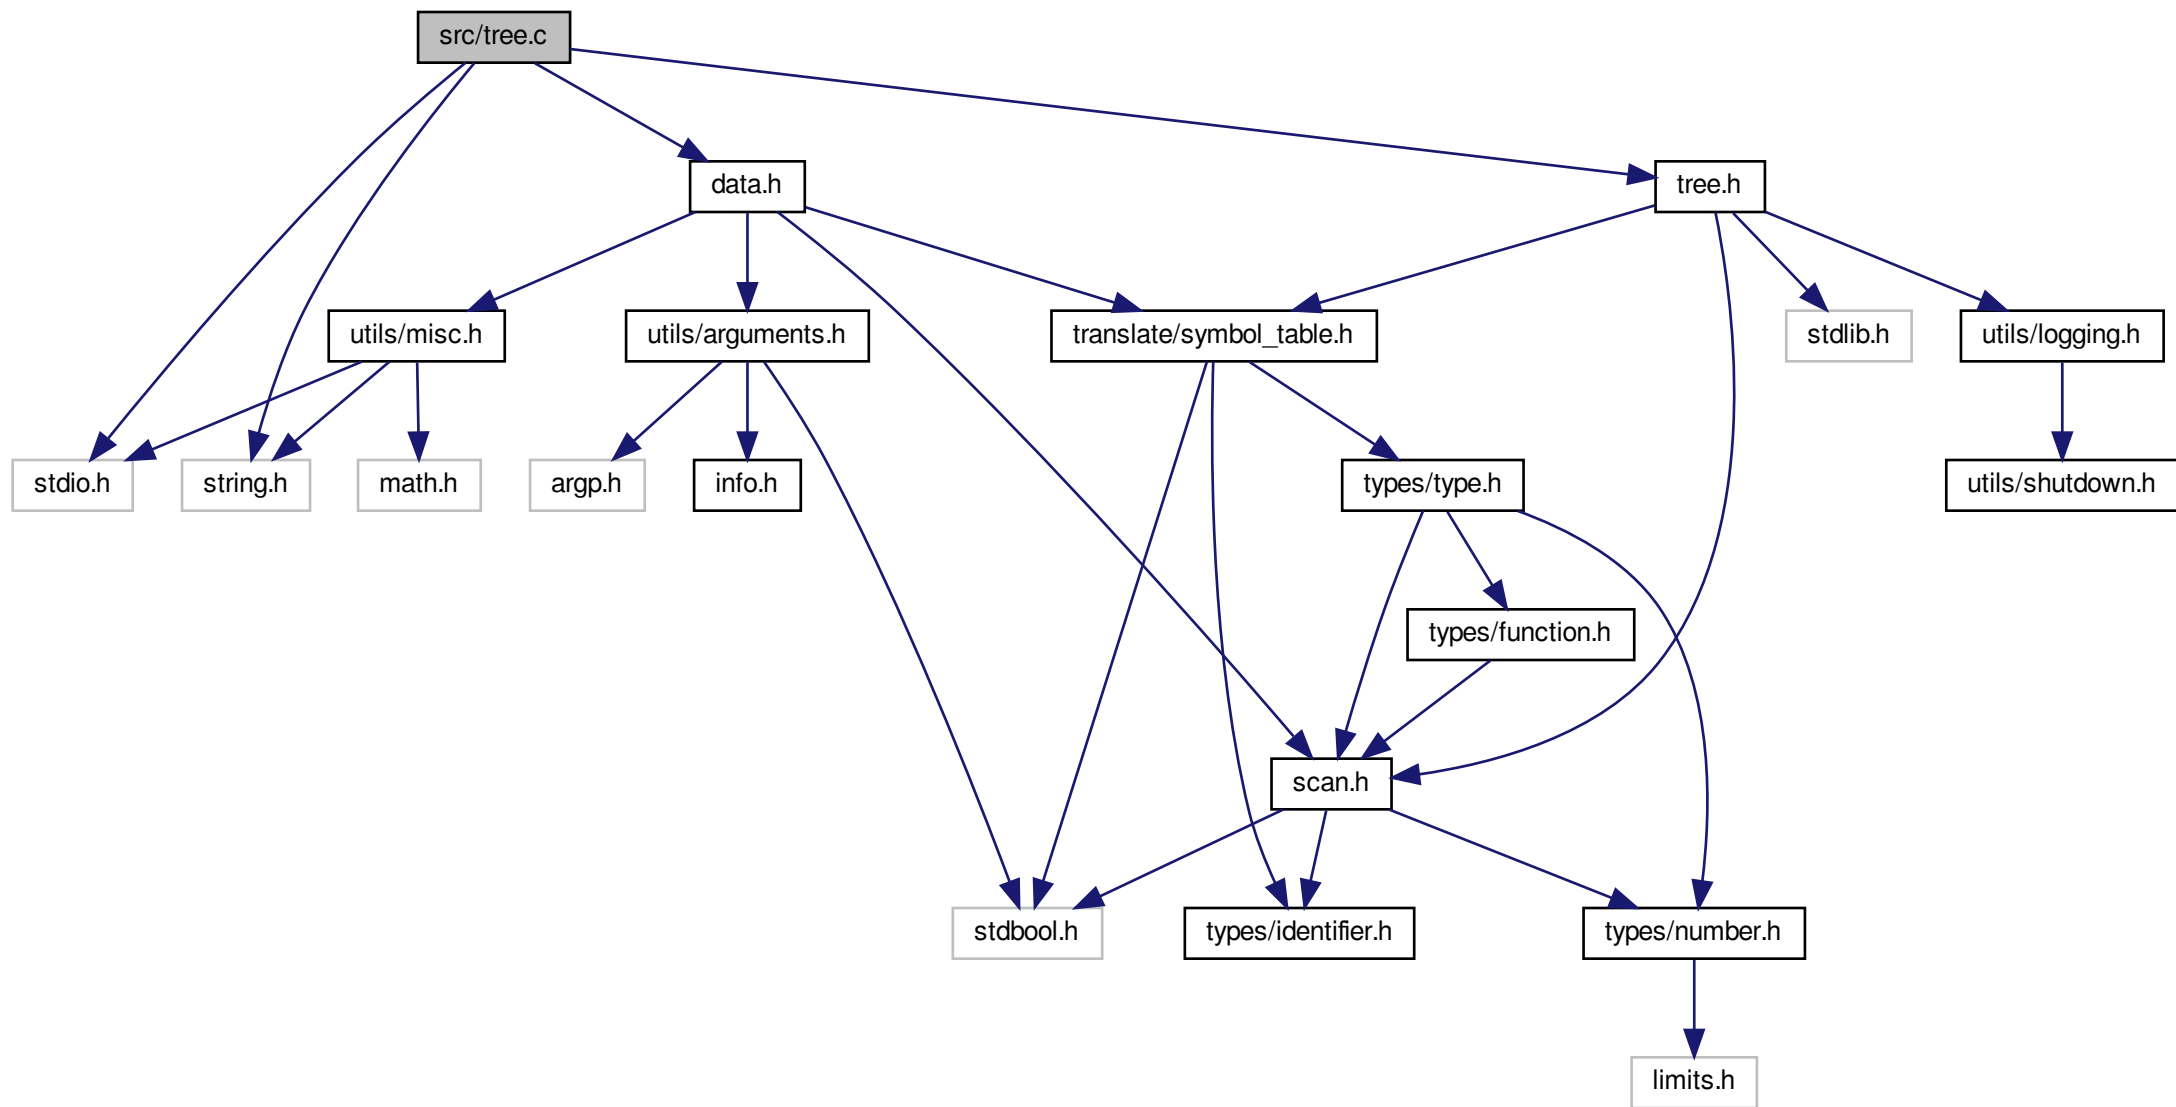 src/tree.c
data.h
tree.h
utils/misc.h
utils/arguments.h
translate/symbol_table.h
stdlib.h
utils/logging.h
stdio.h
string.h
math.h
argp.h
info.h
types/type.h
utils/shutdown.h
types/function.h
scan.h
stdbool.h
types/identifier.h
types/number.h
limits.h